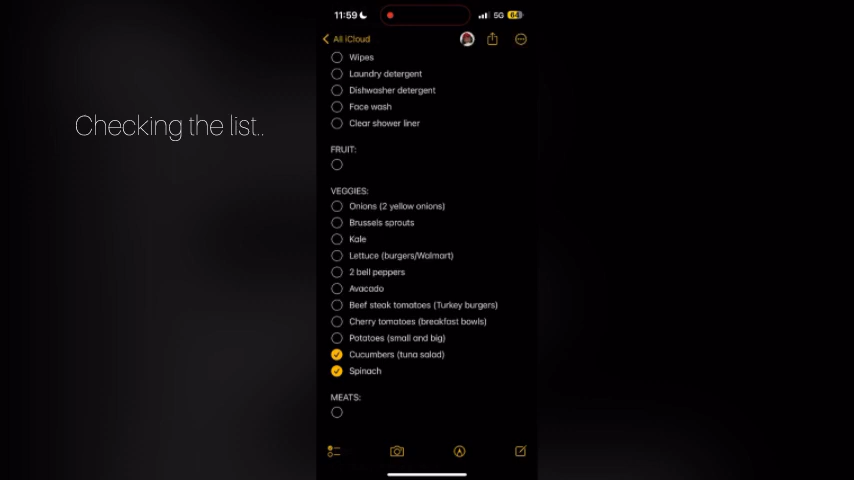 11:59
5G
64
All iCloud
Wipes
Laundry detergent
Dishwasher detergent
Face wash
Clear shower liner
Checking the list..
FRUIT:
VEGGIES:
Onions (2 yellow onions)
Brussels sprouts
Kale
Lettuce (burgers/Walmart)
2 bell peppers
Avacado
Beef steak tomatoes (Turkey burgers)
Cherry tomatoes (breakfast bowls)
Potatoes (small and big)
Cucumbers (tuna salad)
Spinach
MEATS: